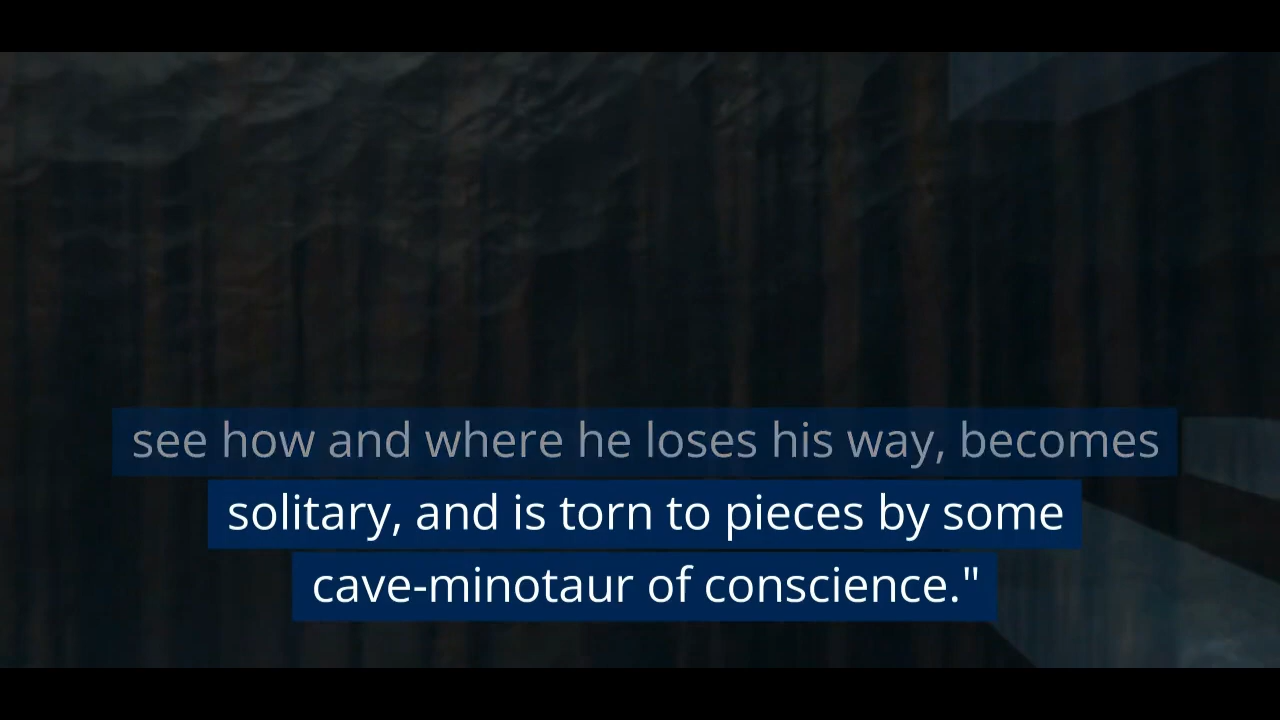 see how and where he loses his way, becomes
solitary, and is torn to pieces by some
cave-minotaur of conscience."